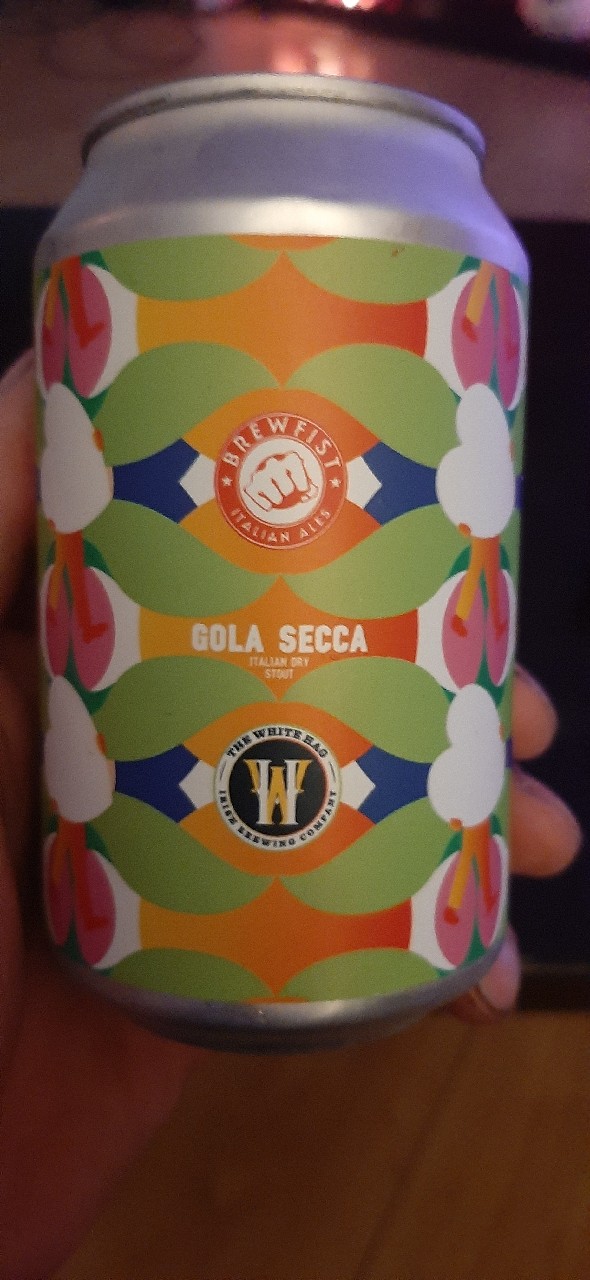 BREWFIST
ITALIAN ALES
GOLA SECCA
ITALIAN DRY
STOUT
THE WHITE HAG
W
IRISH BREWING COMPANY